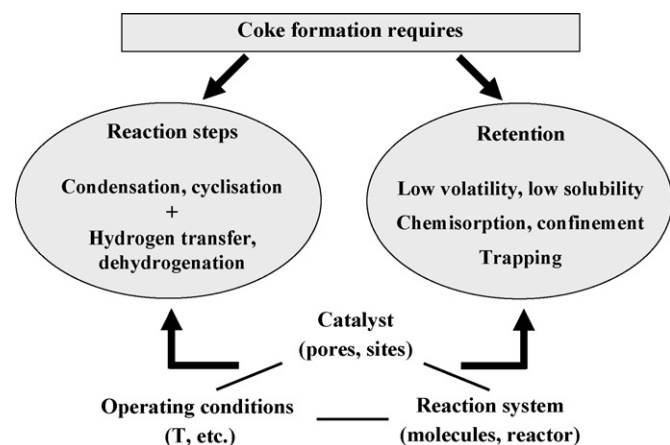 Coke formation requires
Reaction steps
Condensation, cyclisation
+
Hydrogen transfer,
dehydrogenation
Retention
Low volatility, low solubility
Chemisorption, confinement
Trapping
Catalyst
(pores, sites)
Operating conditions
(T, etc.)
Reaction system
(molecules, reactor)